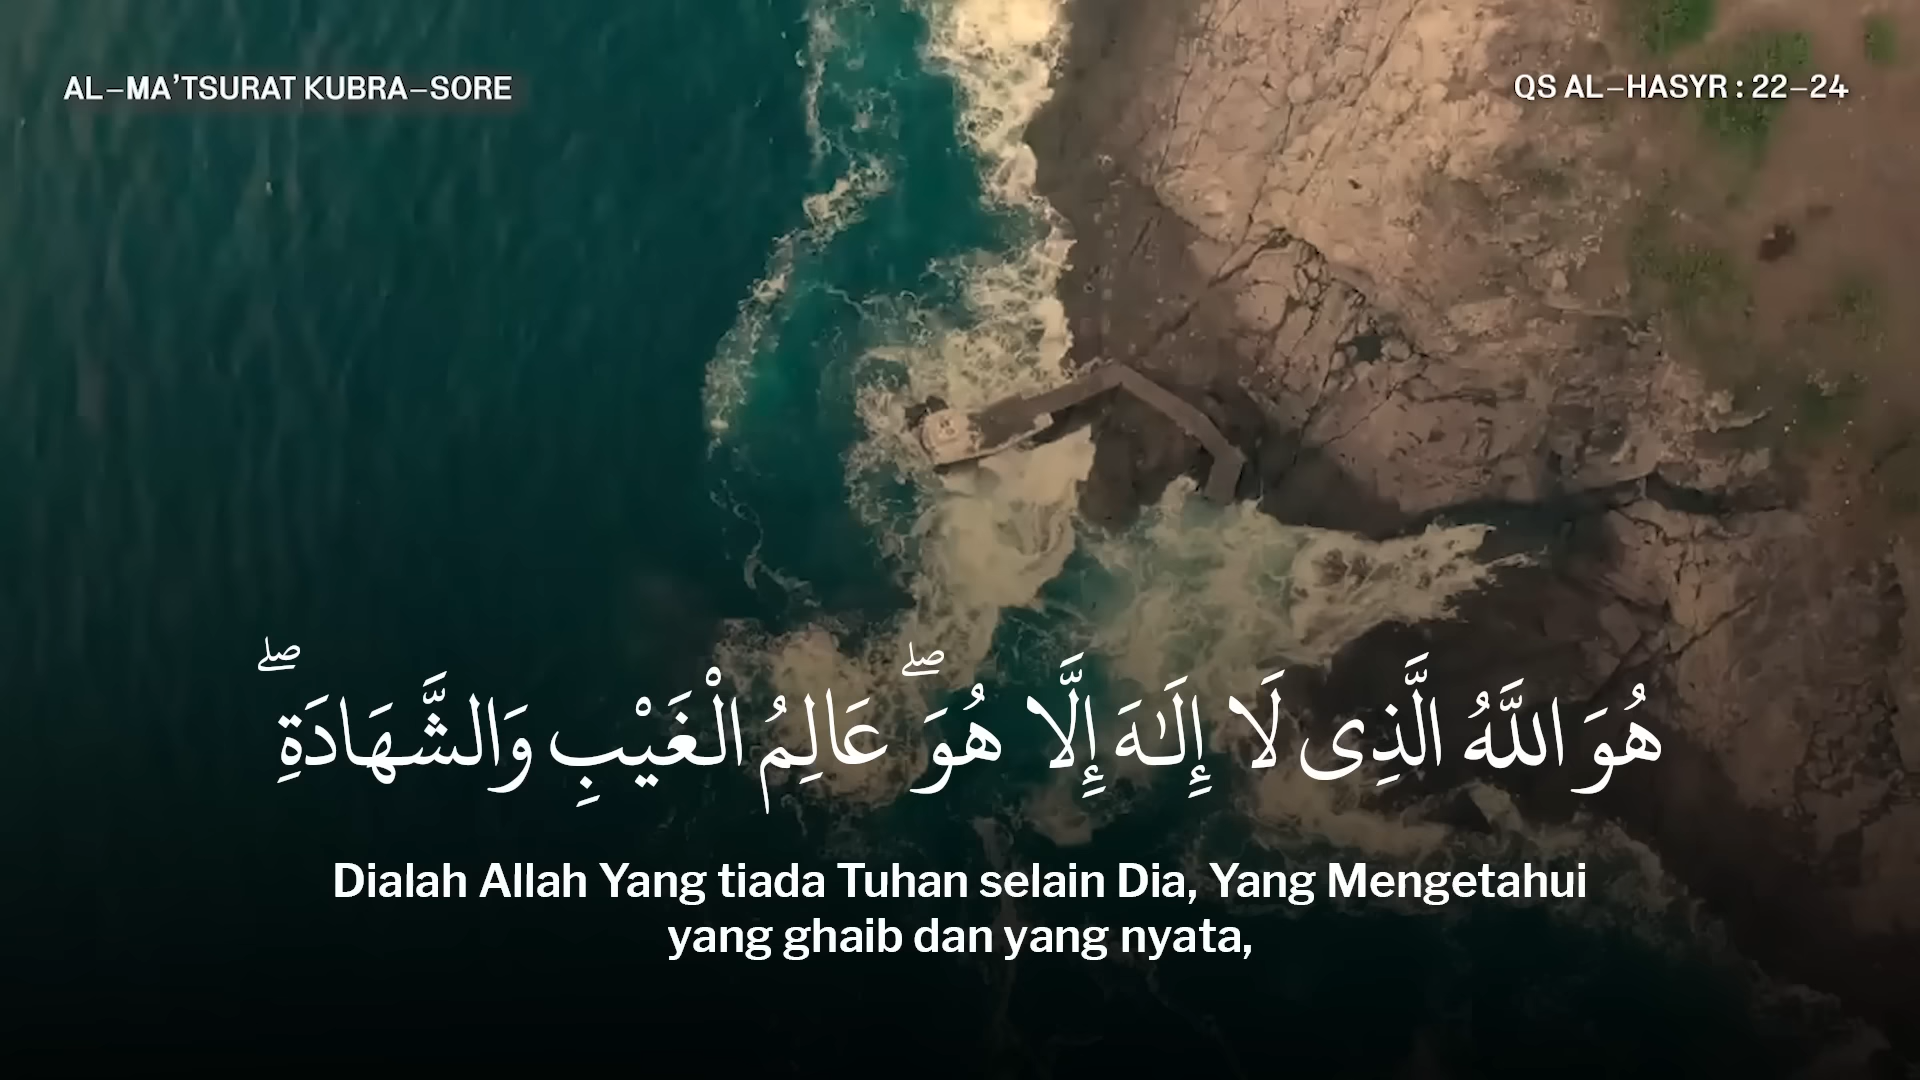 AL–MA’TSURAT KUBRA–SORE
QS AL–HASYR : 22–24
هُوَ اللَّهُ الَّذِى لَا إِلَـٰهَ إِلَّا هُوَ ۖ عَالِمُ الْغَيْبِ وَالشَّهَادَةِ ۖ
Dialah Allah Yang tiada Tuhan selain Dia, Yang Mengetahui
yang ghaib dan yang nyata,